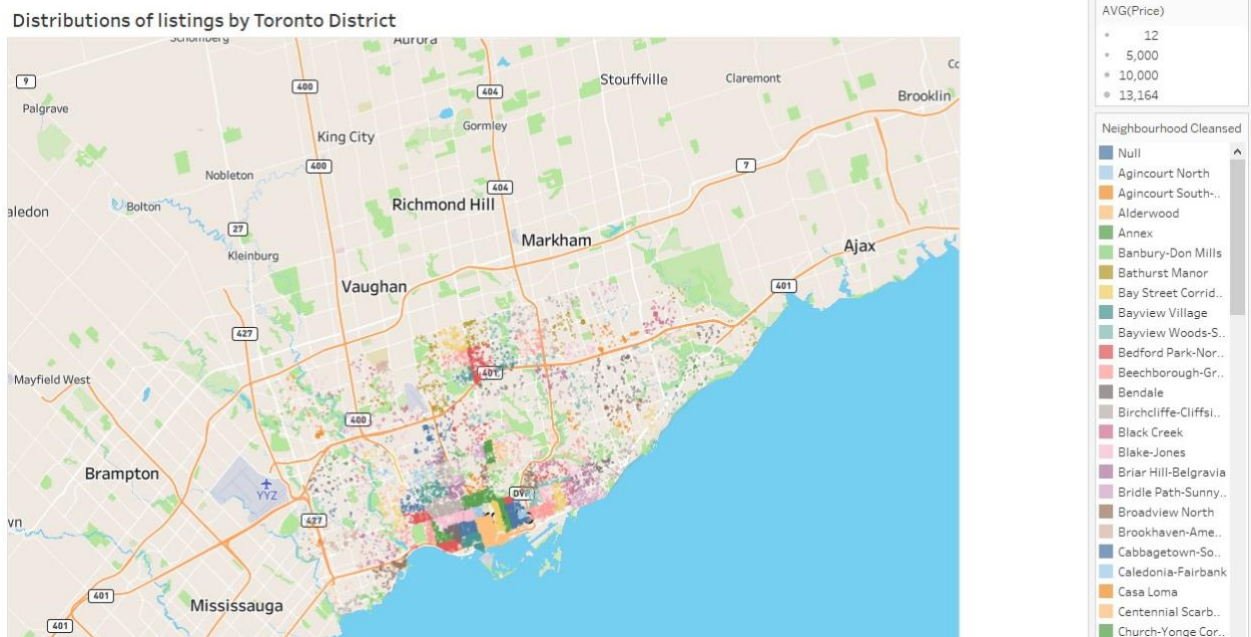 Distributions of listings by Toronto District
Schomberg
Aurora
9
400
404
Stouffville
Claremont
Palgrave
Brooklin
Gormley
King City
400
7
Nobleton
404
aledon
Bolton
Richmond Hill
27
Markham
Ajax
Kleinburg
Vaughan
401
427
401
Mayfield West
400
Brampton
YYZ
DVP
wn
427
401
Mississauga
401
AVG(Price)
12
5,000
10,000
13,164
Neighbourhood Cleansed
Null
Agincourt North
Agincourt South-..
Alderwood
Annex
Banbury-Don Mills
Bathurst Manor
Bay Street Corrid..
Bayview Village
Bayview Woods-S..
Bedford Park-Nor..
Beechborough-Gr..
Bendale
Birchcliffe-Cliffsi..
Black Creek
Blake-Jones
Briar Hill-Belgravia
Bridle Path-Sunny..
Broadview North
Brookhaven-Ame..
Cabbagetown-So..
Caledonia-Fairbank
Casa Loma
Centennial Scarb..
Church-Yonge Cor..